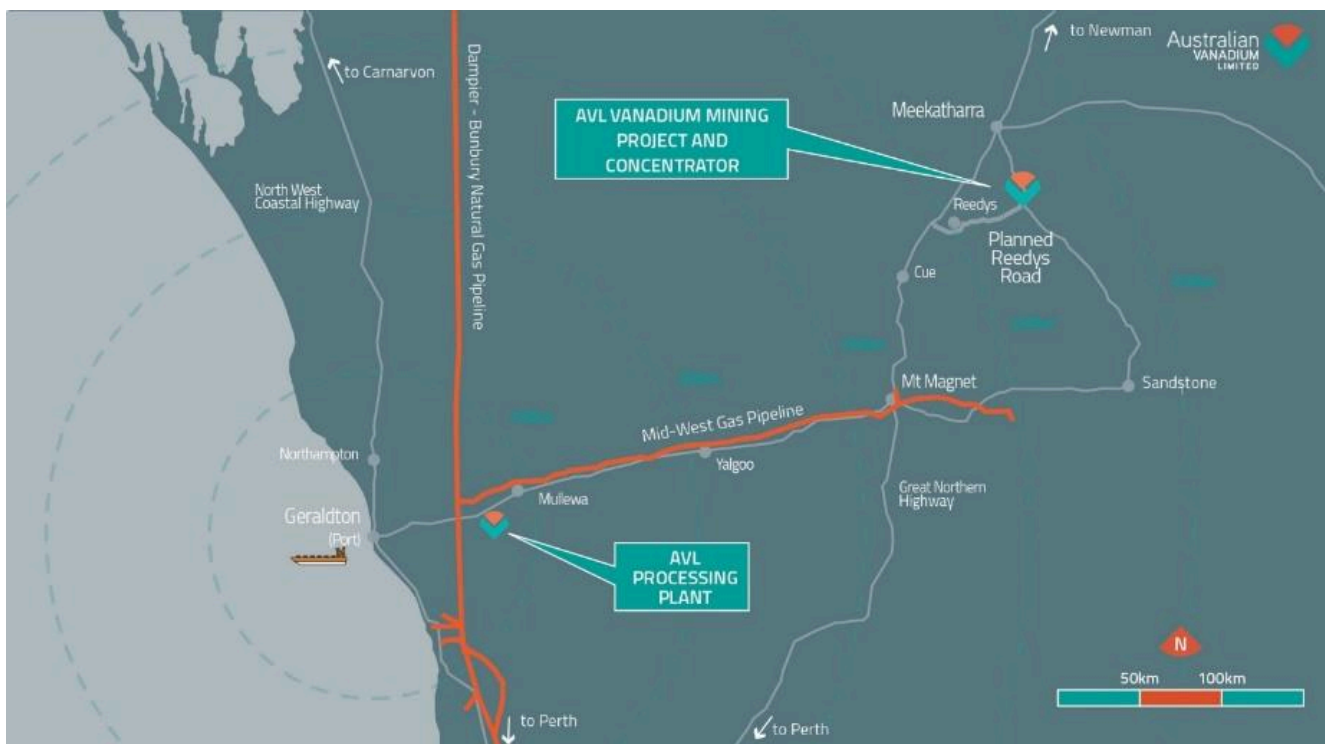 to Newman
Australian
VANADIUM
LIMITED
to Carnarvon
Dampier - Bunbury Natural Gas Pipeline
AVL VANADIUM MINING
PROJECT AND
CONCENTRATOR
Meekatharra
North West
Coastal Highway
Reedys
Planned
Reedys
Road
Cue
Mt Magnet
Sandstone
Mid-West Gas Pipeline
Northampton
Yalgoo
Mullewa
Great Northern
Highway
Geraldton
(Port)
AVL
PROCESSING
PLANT
N
50km
100km
to Perth
to Perth